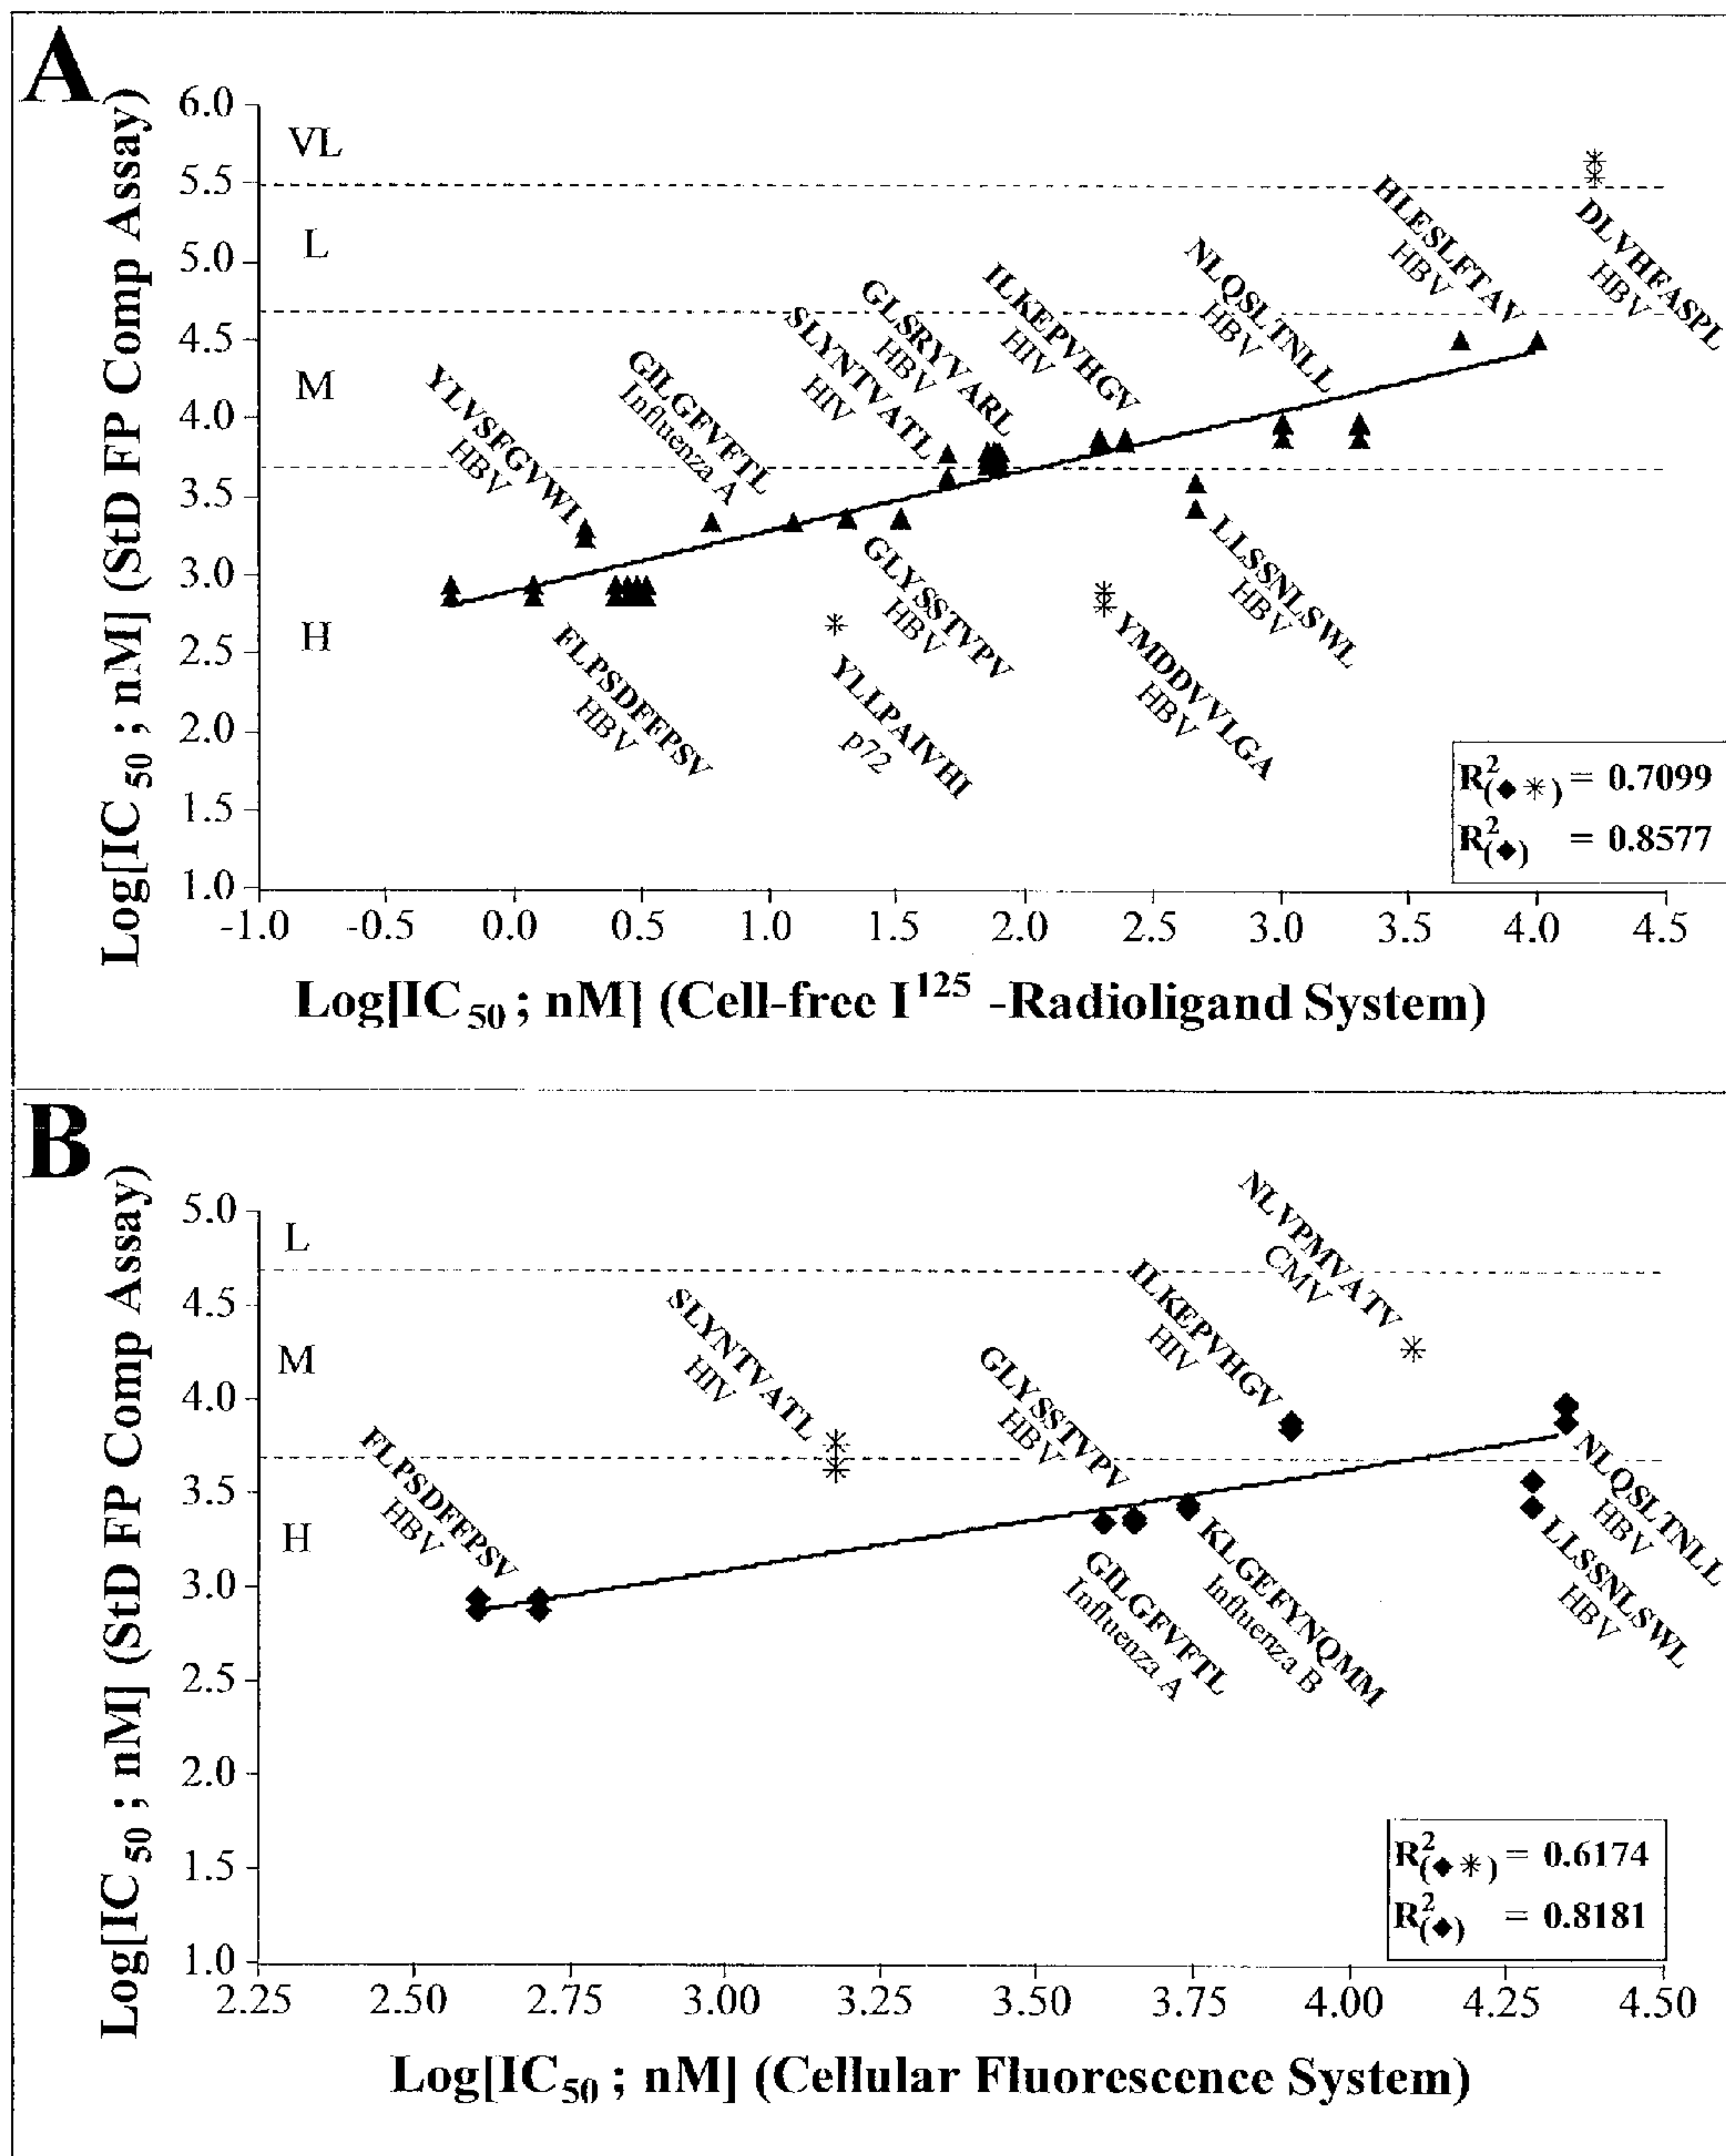 A
Log[IC50 ; nM] (StD FP Comp Assay)
6.0
5.5
5.0
4.5
4.0
3.5
3.0
2.5
2.0
1.5
1.0
VL
L
M
H
YLVSFGVWI
HBV
GILGFVFTL
Influenza A
SLYNTVATL
HIV
GLSRYVARL
HBV
ILKEPVHGV
HIV
NLQSLTNLL
HBV
HLESLFTAV
HBV
DLVHFASPL
HBV
FLPSDFFPSV
HBV
YLLPAIVHI
p72
GLYSSTVPV
HBV
YMDDVVLGA
HBV
LLSSNLSWL
HBV
R2(◆ *) = 0.7099
R2(◆) = 0.8577
-1.0 -0.5 0.0 0.5 1.0 1.5 2.0 2.5 3.0 3.5 4.0 4.5
Log[IC50 ; nM] (Cell-free I125 -Radioligand System)
B
Log[IC50 ; nM] (StD FP Comp Assay)
5.0
4.5
4.0
3.5
3.0
2.5
2.0
1.5
1.0
L
M
H
FLPSDFFPSV
HBV
SLYNTVATL
HIV
GLYSSTVPV
HBV
ILKEPVHGV
HIV
NLVPMVATV
CMV
GILGFVFTL
Influenza A
KLGEFYNQMM
Influenza B
NLQSLTNLL
HBV
LLSSNLSWL
HBV
R2(◆ *) = 0.6174
R2(◆) = 0.8181
2.25 2.50 2.75 3.00 3.25 3.50 3.75 4.00 4.25 4.50
Log[IC50 ; nM] (Cellular Fluorescence System)